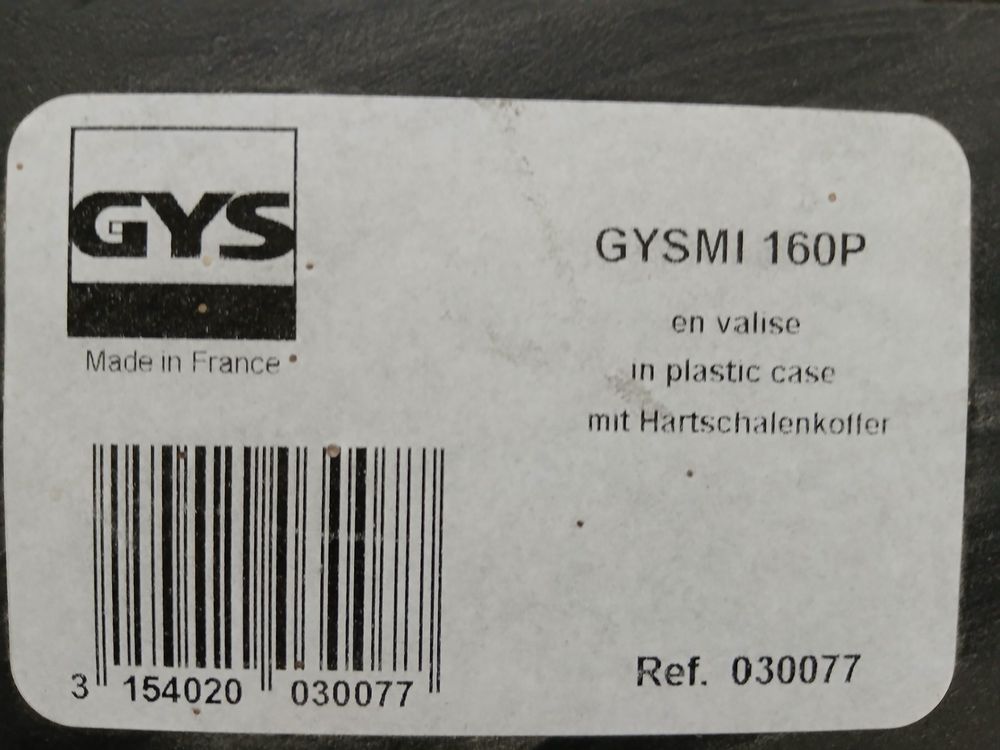 GYS
Made in France
GYSMI 160P
en valise
in plastic case
mit Hartschalenkoffer
3 154020 030077
Ref. 030077